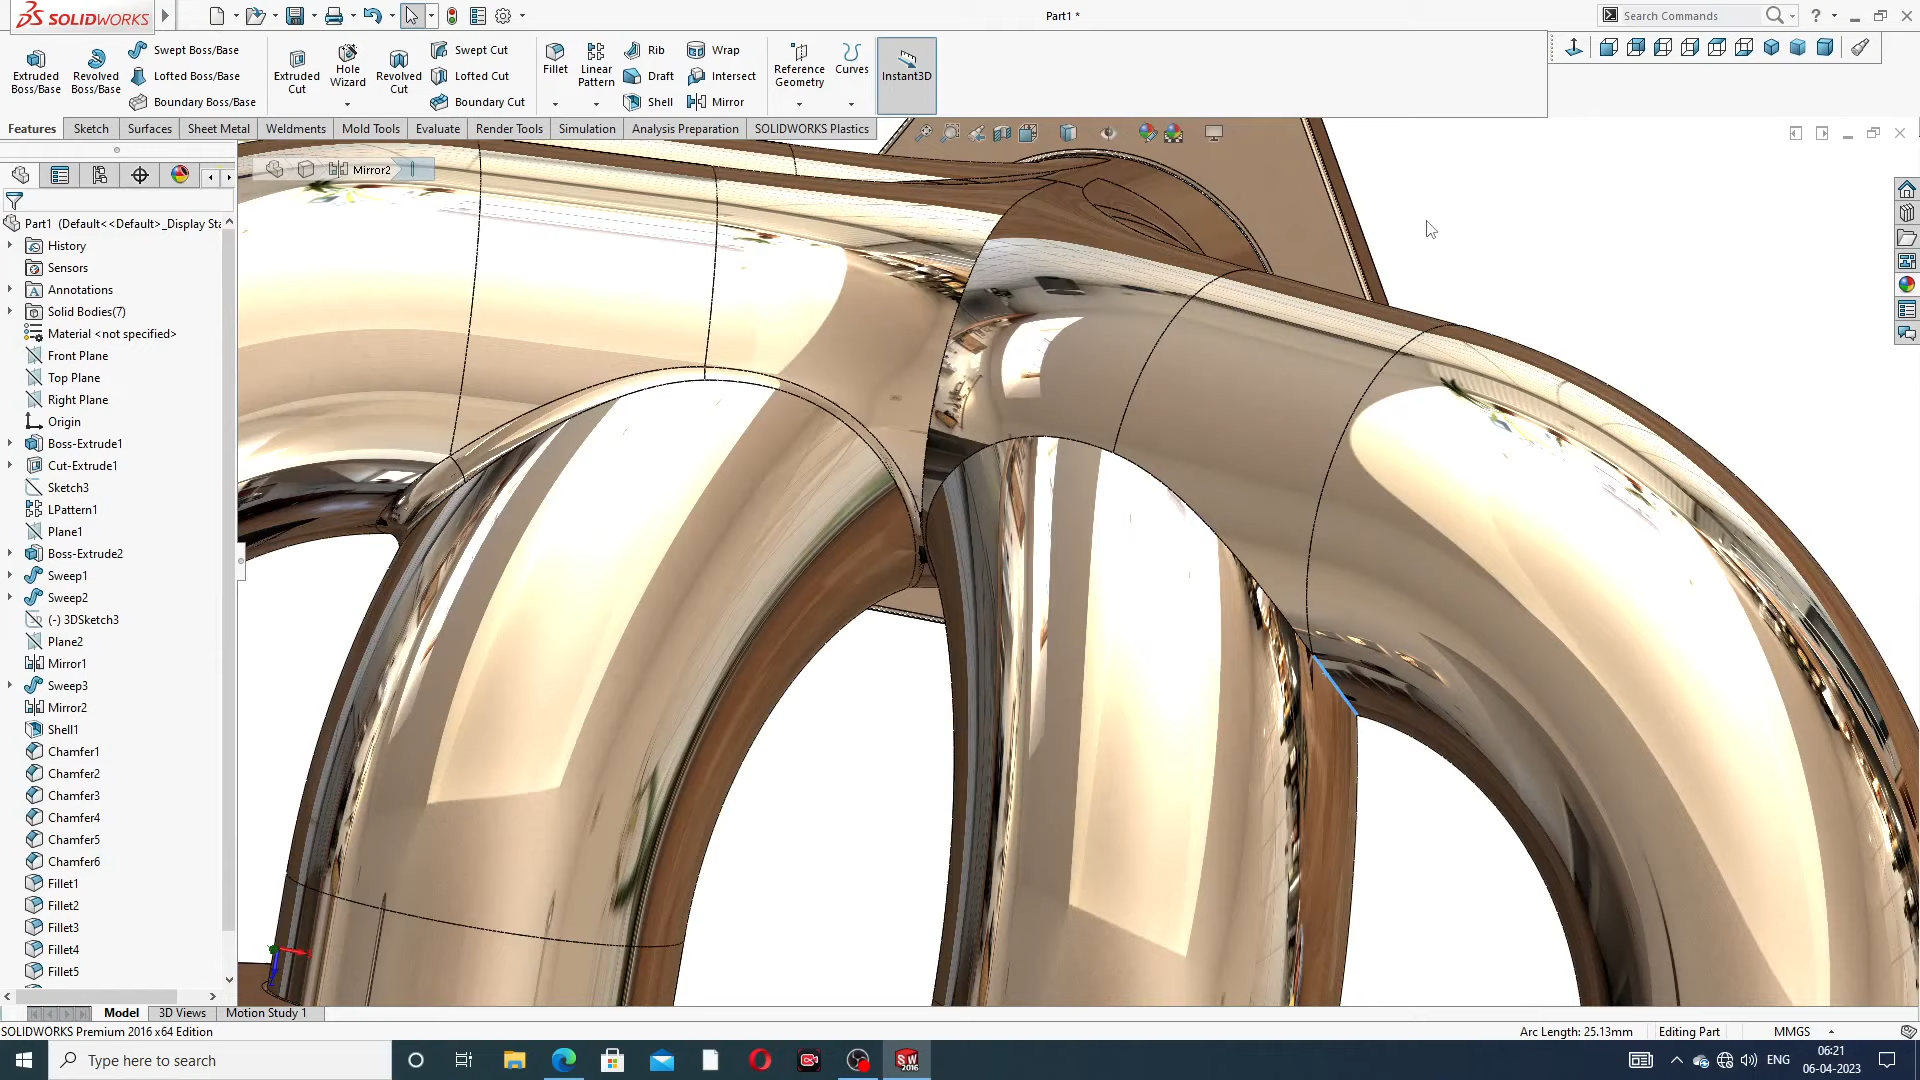 SOLIDWORKS
Part1 *
Search Commands
Extruded Boss/Base
Revolved Boss/Base
Swept Boss/Base
Lofted Boss/Base
Boundary Boss/Base
Extruded Cut
Hole Wizard
Revolved Cut
Swept Cut
Lofted Cut
Boundary Cut
Fillet
Linear Pattern
Rib
Draft
Shell
Wrap
Intersect
Mirror
Reference Geometry
Curves
Instant3D
Features
Sketch
Surfaces
Sheet Metal
Weldments
Mold Tools
Evaluate
Render Tools
Simulation
Analysis Preparation
SOLIDWORKS Plastics
Mirror2
Part1 (Default<<Default>_Display Sta
History
Sensors
Annotations
Solid Bodies(7)
Material <not specified>
Front Plane
Top Plane
Right Plane
Origin
Boss-Extrude1
Cut-Extrude1
Sketch3
LPattern1
Plane1
Boss-Extrude2
Sweep1
Sweep2
(-) 3DSketch3
Plane2
Mirror1
Sweep3
Mirror2
Shell1
Chamfer1
Chamfer2
Chamfer3
Chamfer4
Chamfer5
Chamfer6
Fillet1
Fillet2
Fillet3
Fillet4
Fillet5
Model
3D Views
Motion Study 1
SOLIDWORKS Premium 2016 x64 Edition
Arc Length: 25.13mm
Editing Part
MMGS
Type here to search
SW
2016
ENG
06:21
06-04-2023